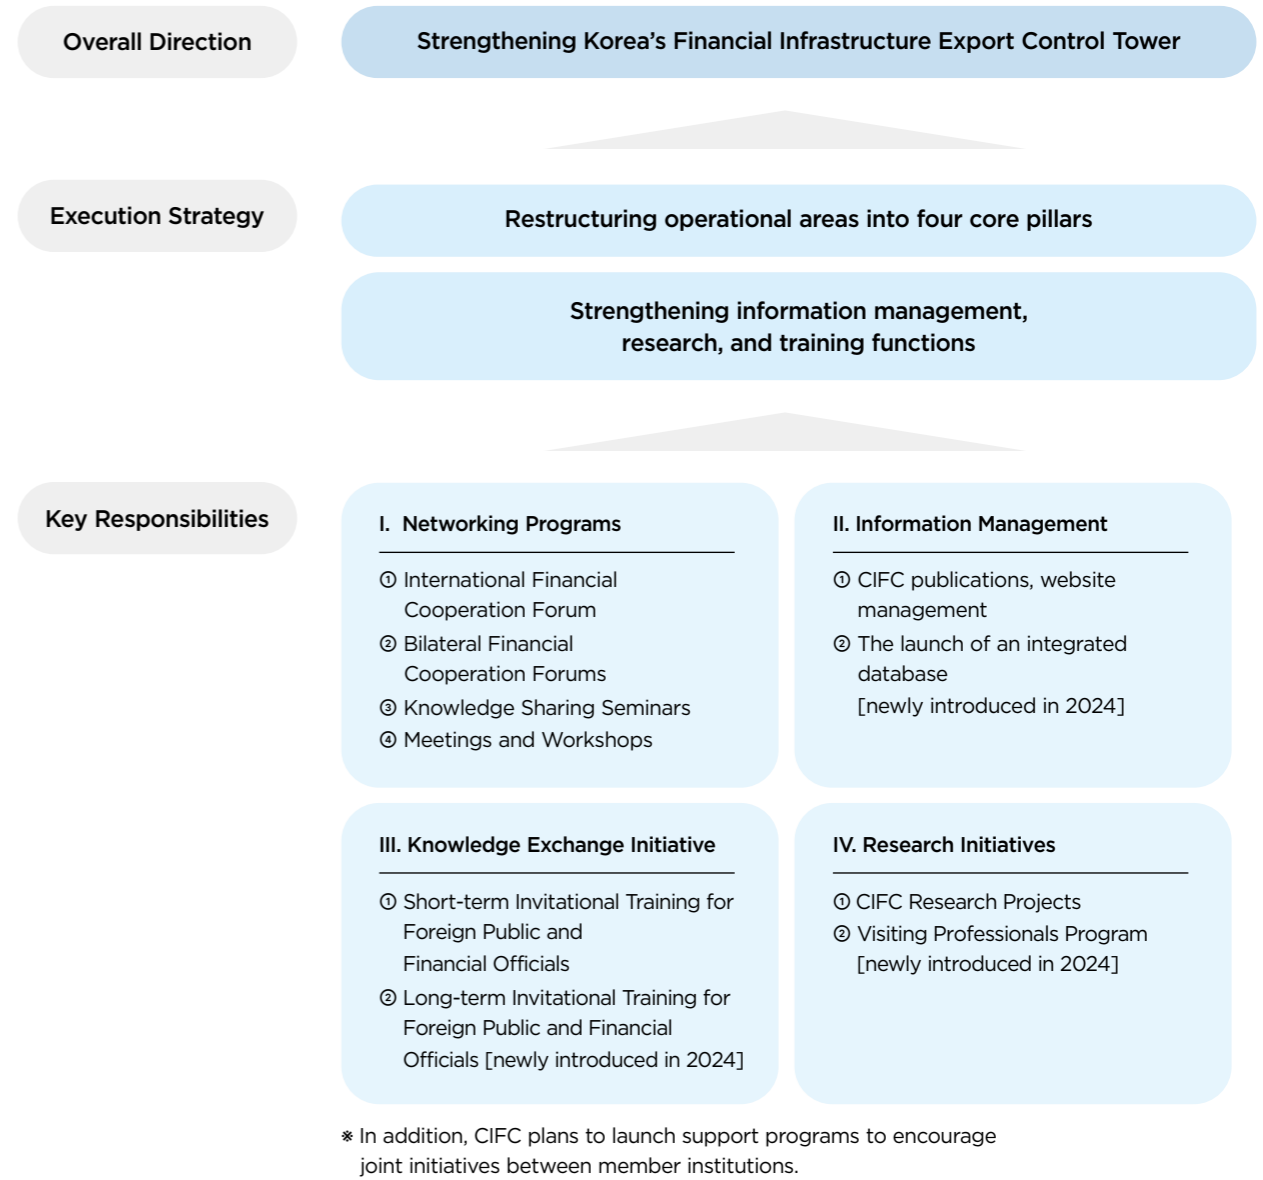 Overall Direction
Strengthening Korea’s Financial Infrastructure Export Control Tower
Execution Strategy
Restructuring operational areas into four core pillars
Strengthening information management,
research, and training functions
Key Responsibilities
I. Networking Programs
① International Financial
Cooperation Forum
② Bilateral Financial
Cooperation Forums
③ Knowledge Sharing Seminars
④ Meetings and Workshops
II. Information Management
① CIFC publications, website
management
② The launch of an integrated
database
[newly introduced in 2024]
III. Knowledge Exchange Initiative
① Short-term Invitational Training for
Foreign Public and
Financial Officials
② Long-term Invitational Training for
Foreign Public and Financial
Officials [newly introduced in 2024]
IV. Research Initiatives
① CIFC Research Projects
② Visiting Professionals Program
[newly introduced in 2024]
※ In addition, CIFC plans to launch support programs to encourage
joint initiatives between member institutions.